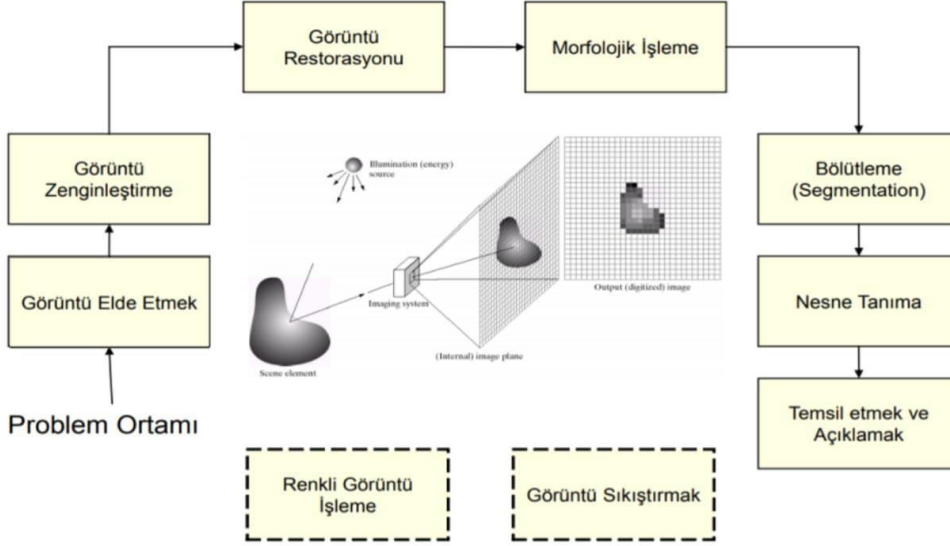 Görüntü
Restorasyonu
Morfolojik İşleme
Görüntü
Zenginleştirme
Illumination (energy)
source
Bölütleme
(Segmentation)
Görüntü Elde Etmek
Imaging system
Output (digitized) image
Nesne Tanıma
(Internal) image plane
Scene element
Problem Ortamı
Temsil etmek ve
Açıklamak
Renkli Görüntü
İşleme
Görüntü Sıkıştırmak